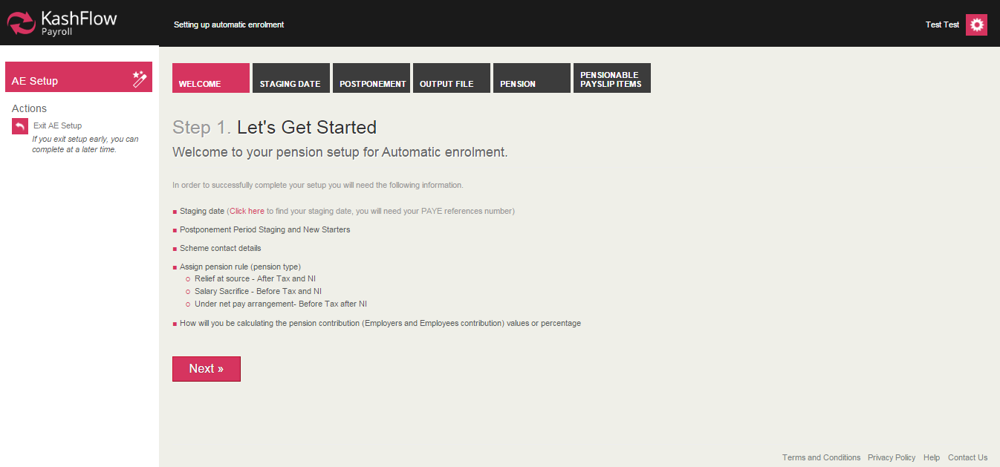 KashFlow
Payroll
Setting up automatic enrolment
Test Test
AE Setup
Actions
Exit AE Setup
If you exit setup early, you can
complete at a later time.
WELCOME
STAGING DATE
POSTPONEMENT
OUTPUT FILE
PENSION
PENSIONABLE
PAYSLIP ITEMS
Step 1. Let's Get Started
Welcome to your pension setup for Automatic enrolment.
In order to successfully complete your setup you will need the following information.
Staging date (Click here to find your staging date, you will need your PAYE references number)
Postponement Period Staging and New Starters
Scheme contact details
Assign pension rule (pension type)
Relief at source - After Tax and NI
Salary Sacrifice - Before Tax and NI
Under net pay arrangement- Before Tax after NI
How will you be calculating the pension contribution (Employers and Employees contribution) values or percentage
Next »
Terms and Conditions Privacy Policy Help Contact Us